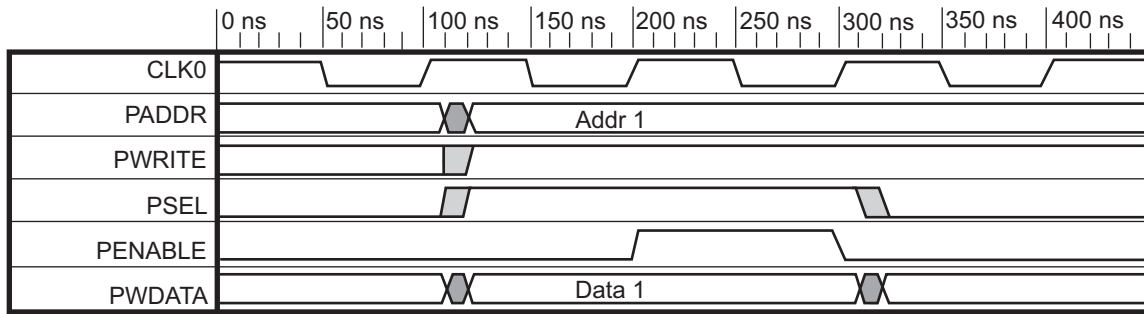 0 ns 50 ns 100 ns 150 ns 200 ns 250 ns 300 ns 350 ns 400 ns
CLK0
PADDR Addr 1
PWRITE
PSEL
PENABLE
PWDATA Data 1